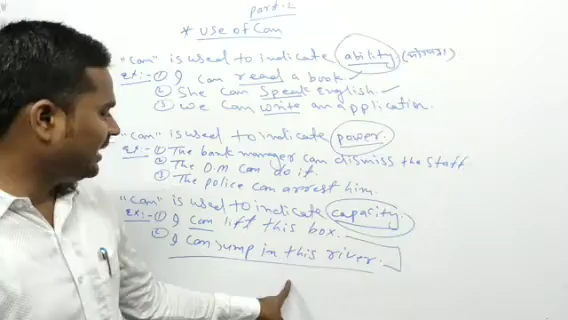 Part-2
* Use of Can
"Can" is used to indicate ability
Ex:- ① I can read a book.
② She can speak English.
③ We can write an application.
"Can" is used to indicate power.
Ex:- ① The bank manager can dismiss the staff
② The D.M can do it.
③ The police can arrest him.
"Can" is used to indicate capacity.
Ex:- ① I can lift this box.
② I can jump in this river.